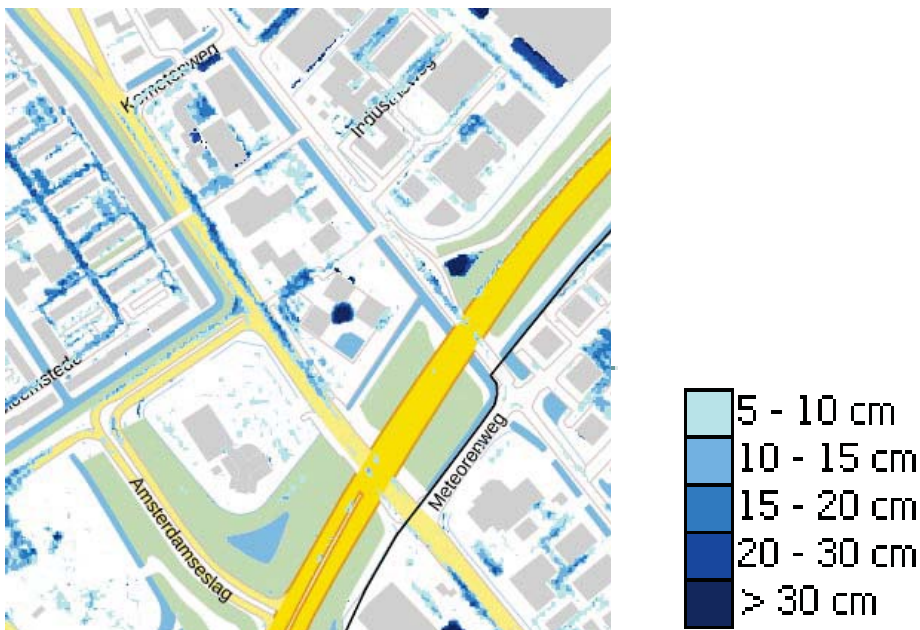 Kometenweg
Industrieweg
Meteorenweg
Amsterdamseslag
5 - 10 cm
10 - 15 cm
15 - 20 cm
20 - 30 cm
> 30 cm